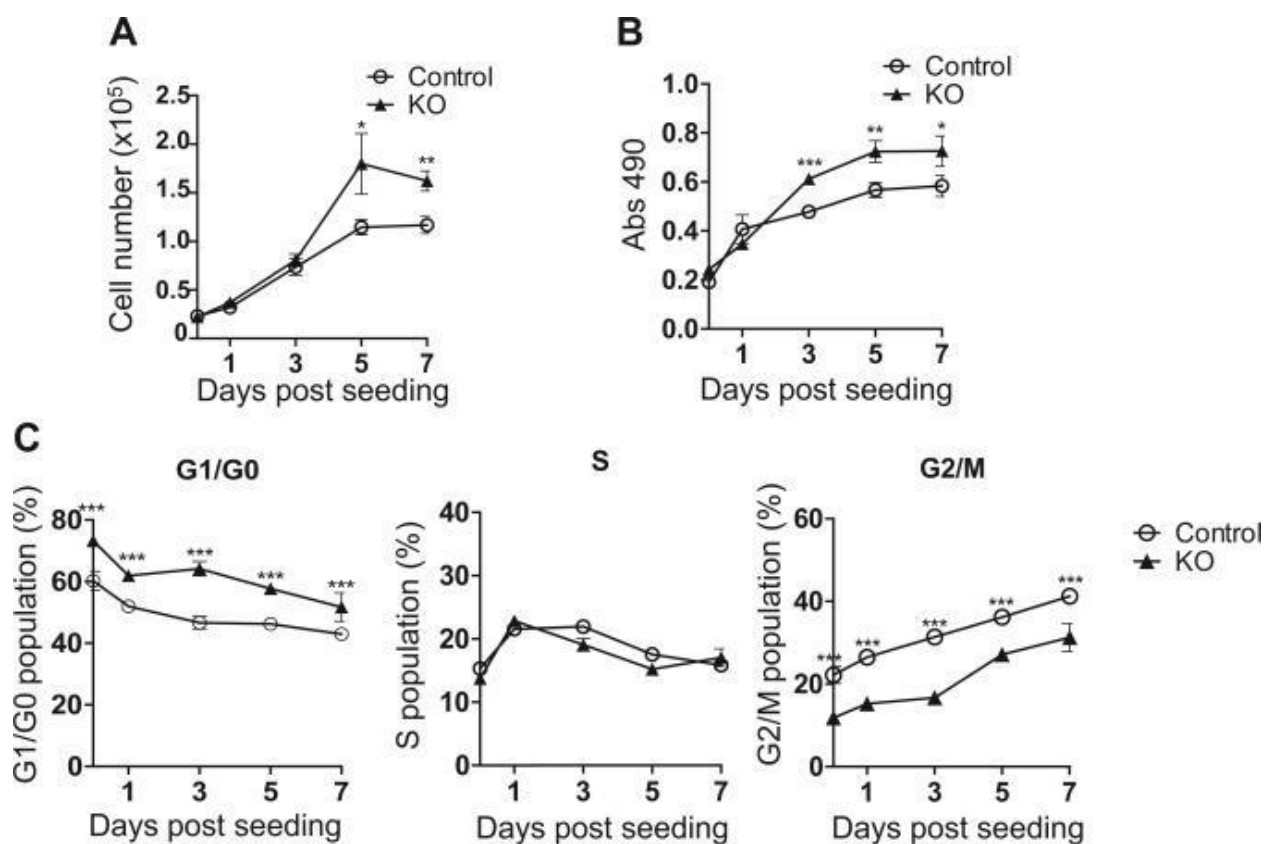 A
Control
KO
Cell number (x10⁵)
2.5
2.0
1.5
1.0
0.5
0
*
**
1 3 5 7
Days post seeding
B
Control
KO
Abs 490
1.0
0.8
0.6
0.4
0.2
0.0
***
**
*
1 3 5 7
Days post seeding
C
G1/G0
G1/G0 population (%)
80
60
40
20
0
*** *** *** *** ***
1 3 5 7
Days post seeding
S
S population (%)
40
30
20
10
0
1 3 5 7
Days post seeding
G2/M
G2/M population (%)
60
40
20
0
*** *** *** *** ***
1 3 5 7
Days post seeding
Control
KO